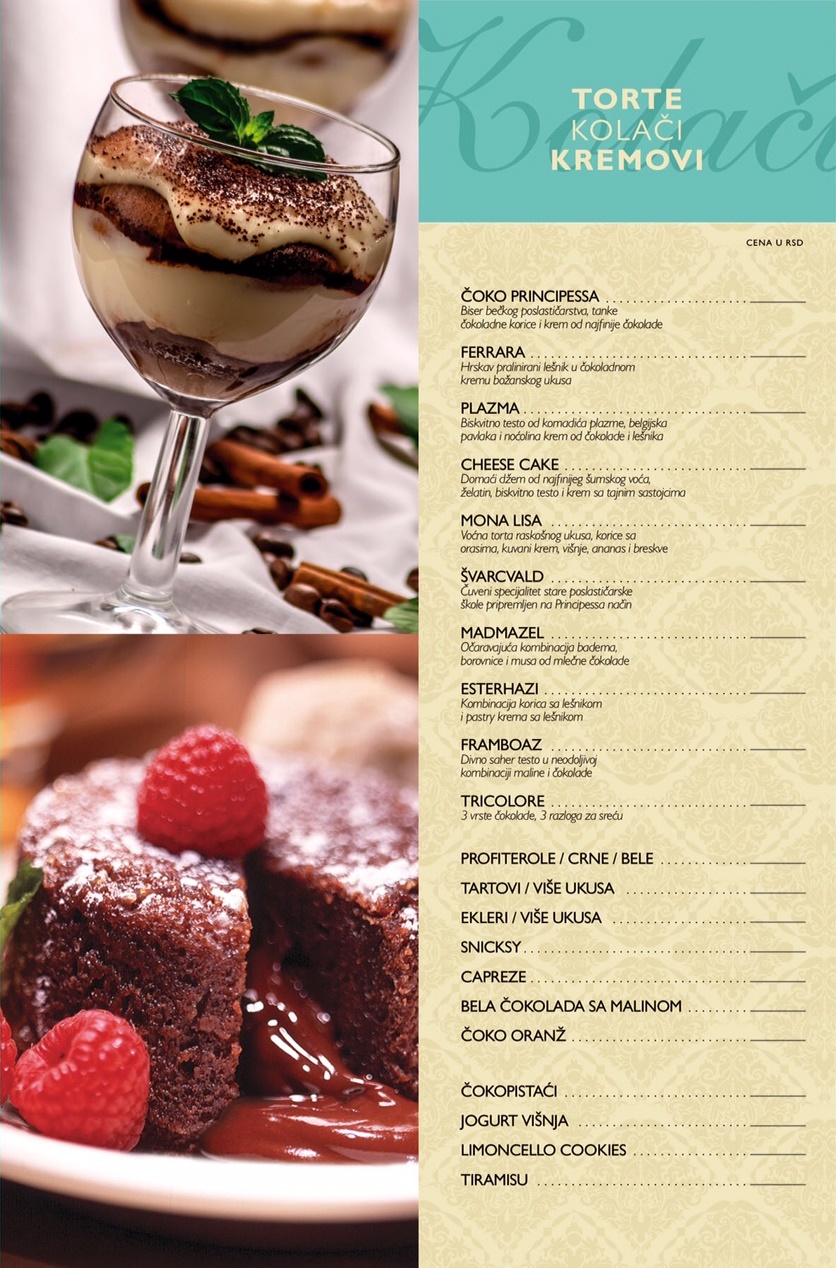 Kolači
TORTE
KOLAČI
KREMOVI
CENA U RSD
ČOKO PRINCIPESSA
Biser bečkog poslastičarstva, tanke
čokoladne korice i krem od najfinije čokolade
FERRARA
Hrskav pralinirani lešnik u čokoladnom
kremu božanskog ukusa
PLAZMA
Biskvitno testo od komadića plazme, belgijska
pavlaka i noćolina krem od čokolade i lešnika
CHEESE CAKE
Domaći džem od najfinijeg šumskog voća,
želatin, biskvitno testo i krem sa tajnim sastojcima
MONA LISA
Voćna torta raskošnog ukusa, korice sa
orasima, kuvani krem, višnje, ananas i breskve
ŠVARCVALD
Čuveni specijalitet stare poslastičarske
škole pripremljen na Principessa način
MADMAZEL
Očaravajuća kombinacija badema,
borovnice i musa od mlečne čokolade
ESTERHAZI
Kombinacija korica sa lešnikom
i pastry krema sa lešnikom
FRAMBOAZ
Divno saher testo u neodoljivoj
kombinaciji maline i čokolade
TRICOLORE
3 vrste čokolade, 3 razloga za sreću
PROFITEROLE / CRNE / BELE
TARTOVI / VIŠE UKUSA
EKLERI / VIŠE UKUSA
SNICKSY
CAPREZE
BELA ČOKOLADA SA MALINOM
ČOKO ORANŽ
ČOKOPISTAĆI
JOGURT VIŠNJA
LIMONCELLO COOKIES
TIRAMISU